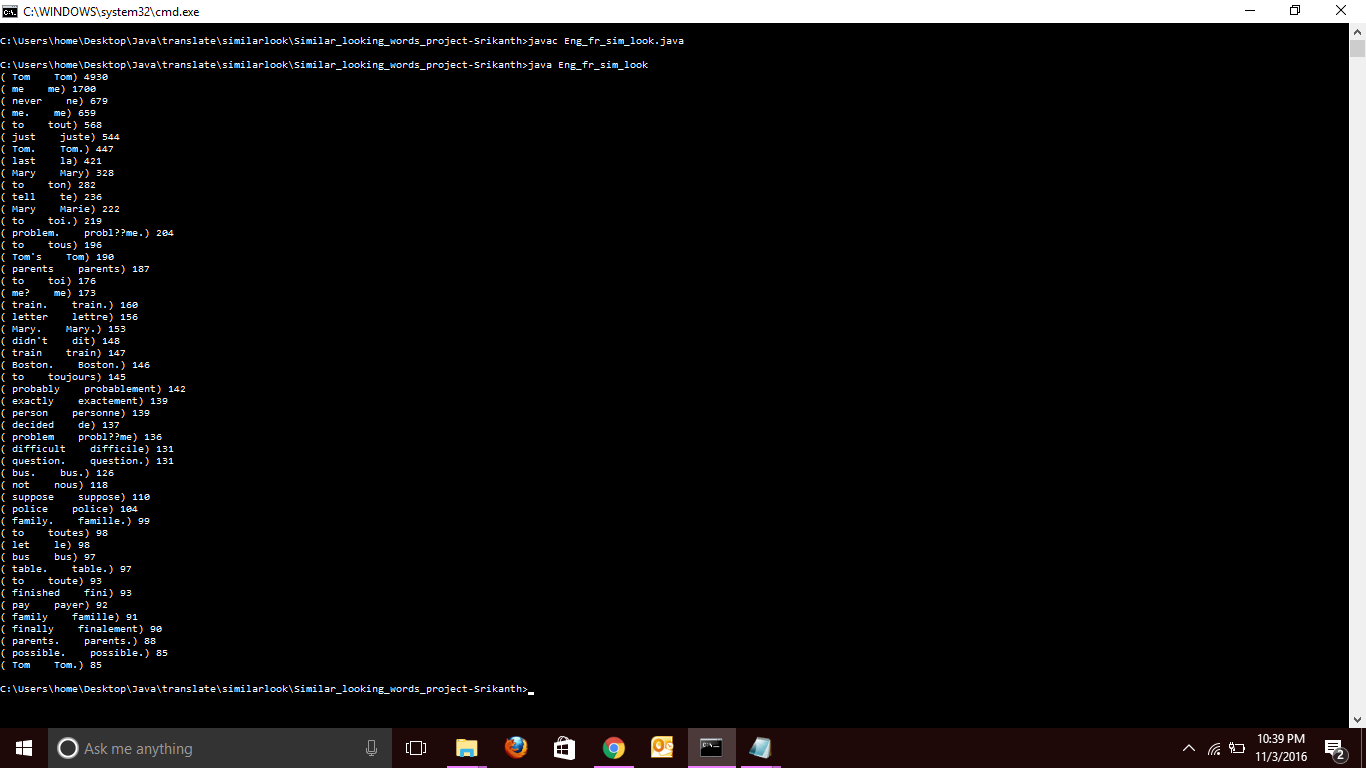 C:\WINDOWS\system32\cmd.exe
C:\Users\home\Desktop\Java\translate\similarlook\Similar_looking_words_project-Srikanth>javac Eng_fr_sim_look.java
C:\Users\home\Desktop\Java\translate\similarlook\Similar_looking_words_project-Srikanth>java Eng_fr_sim_look
( Tom    Tom) 4930
( me    me) 1700
( never    ne) 679
( me.    me) 659
( to    tout) 568
( just    juste) 544
( Tom.    Tom.) 447
( last    la) 421
( Mary    Mary) 328
( to    ton) 282
( tell    te) 236
( Mary    Marie) 222
( to    toi.) 219
( problem.    probl??me.) 204
( to    tous) 196
( Tom's    Tom) 190
( parents    parents) 187
( to    toi) 176
( me?    me) 173
( train.    train.) 160
( letter    lettre) 156
( Mary.    Mary.) 153
( didn't    dit) 148
( train    train) 147
( Boston.    Boston.) 146
( to    toujours) 145
( probably    probablement) 142
( exactly    exactement) 139
( person    personne) 139
( decided    de) 137
( problem    probl??me) 136
( difficult    difficile) 131
( question.    question.) 131
( bus.    bus.) 126
( not    nous) 118
( suppose    suppose) 110
( police    police) 104
( family.    famille.) 99
( to    toutes) 98
( let    le) 98
( bus    bus) 97
( table.    table.) 97
( to    toute) 93
( finished    fini) 93
( pay    payer) 92
( family    famille) 91
( finally    finalement) 90
( parents.    parents.) 88
( possible.    possible.) 85
( Tom    Tom.) 85
C:\Users\home\Desktop\Java\translate\similarlook\Similar_looking_words_project-Srikanth>
Ask me anything
10:39 PM
11/3/2016
2